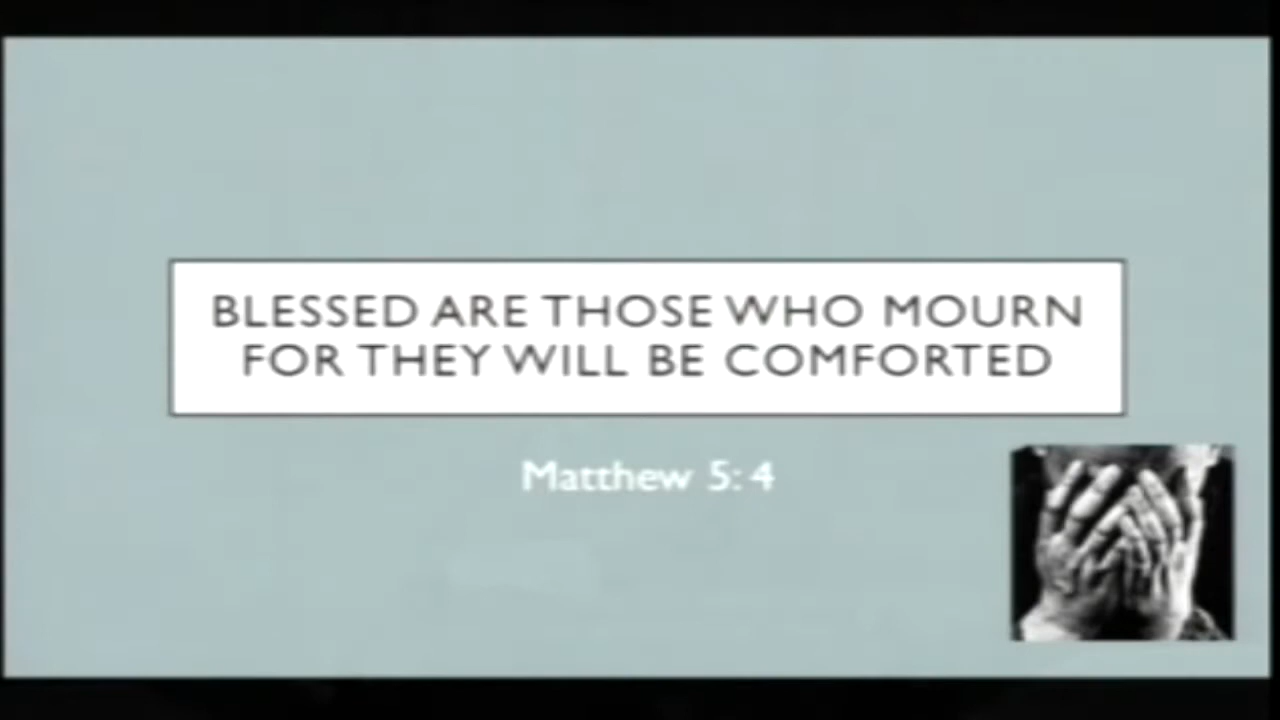 BLESSED ARE THOSE WHO MOURN
FOR THEY WILL BE COMFORTED
Matthew 5:4